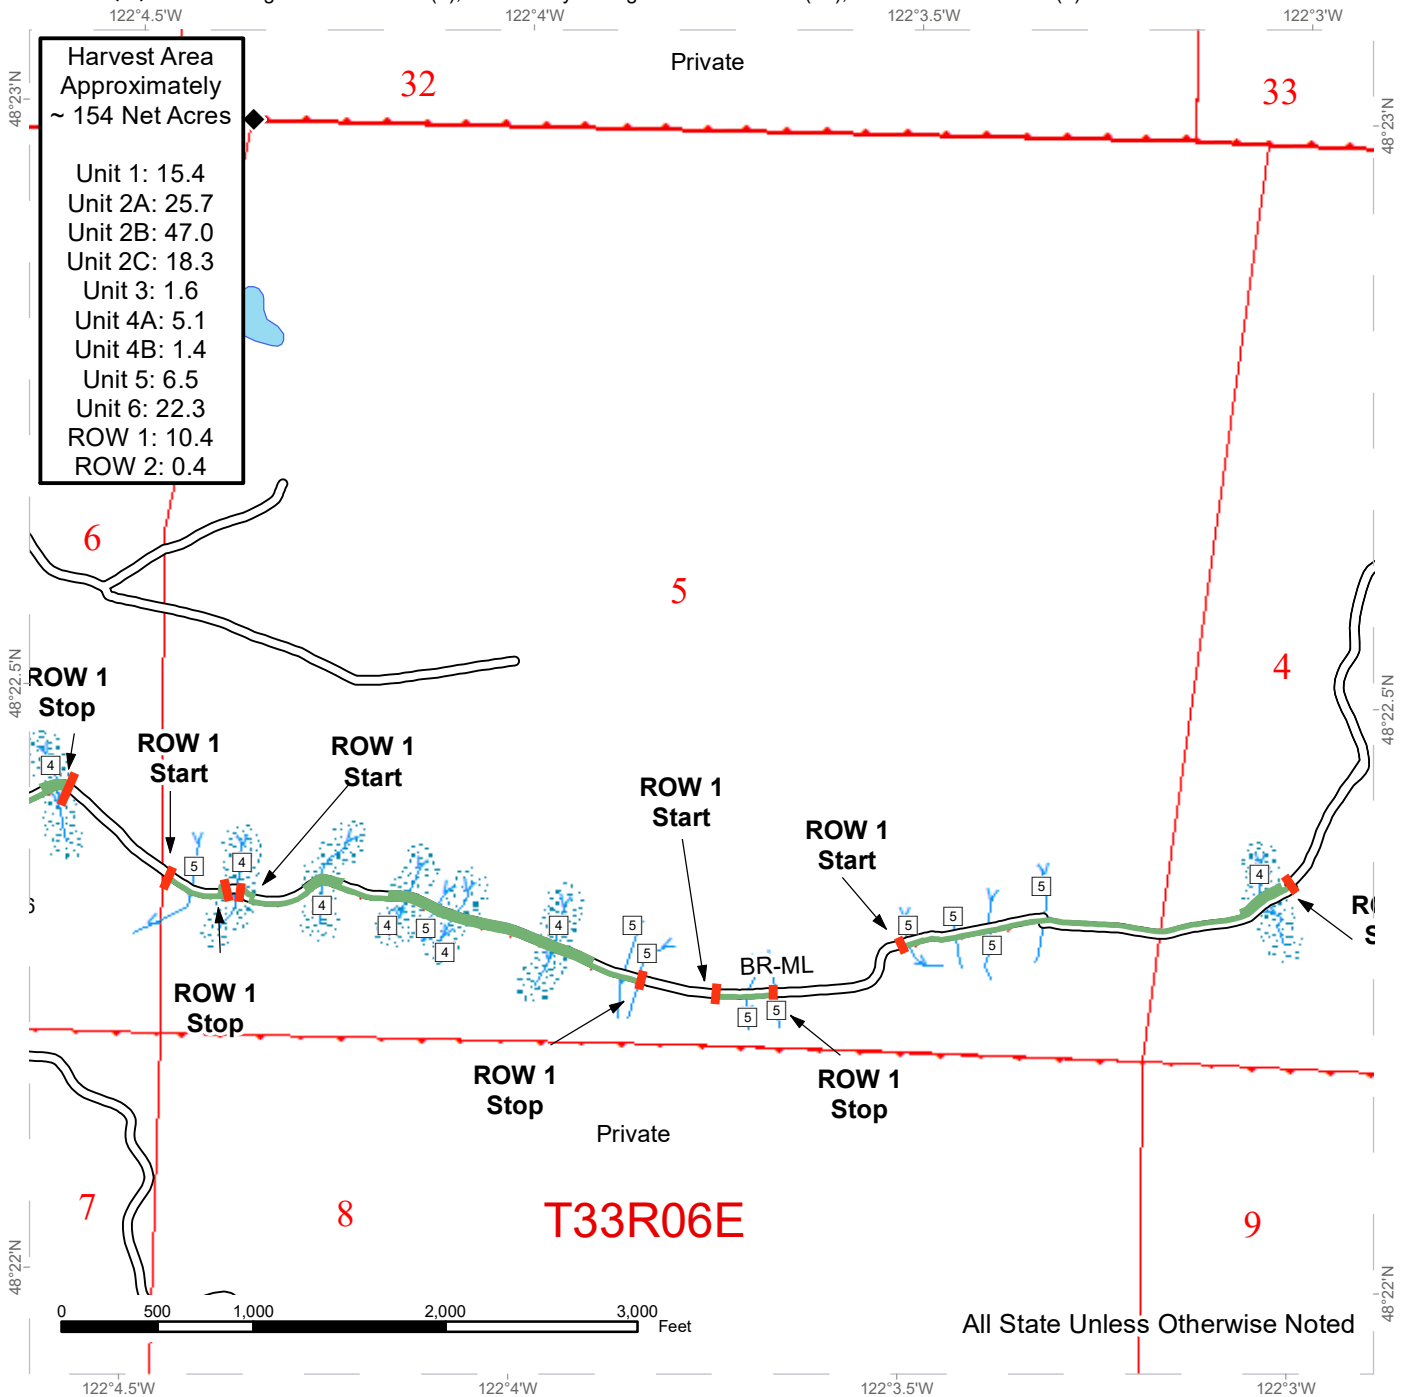 122°4.5'W
122°4'W
122°3.5'W
122°3'W
Harvest Area
Approximately
~ 154 Net Acres
Unit 1: 15.4
Unit 2A: 25.7
Unit 2B: 47.0
Unit 2C: 18.3
Unit 3: 1.6
Unit 4A: 5.1
Unit 4B: 1.4
Unit 5: 6.5
Unit 6: 22.3
ROW 1: 10.4
ROW 2: 0.4
Private
32
33
48°23'N
48°23'N
6
5
4
48°22.5'N
48°22.5'N
ROW 1
Stop
ROW 1
Start
ROW 1
Start
ROW 1
Start
ROW 1
Start
4
5
4
4
4
5
4
4
5
5
5
5
5
5
5
5
4
BR-ML
ROW 1
Stop
ROW 1
Stop
ROW 1
Stop
Private
7
8
T33R06E
9
48°22'N
48°22'N
0
500
1,000
2,000
3,000
Feet
All State Unless Otherwise Noted
122°4.5'W
122°4'W
122°3.5'W
122°3'W